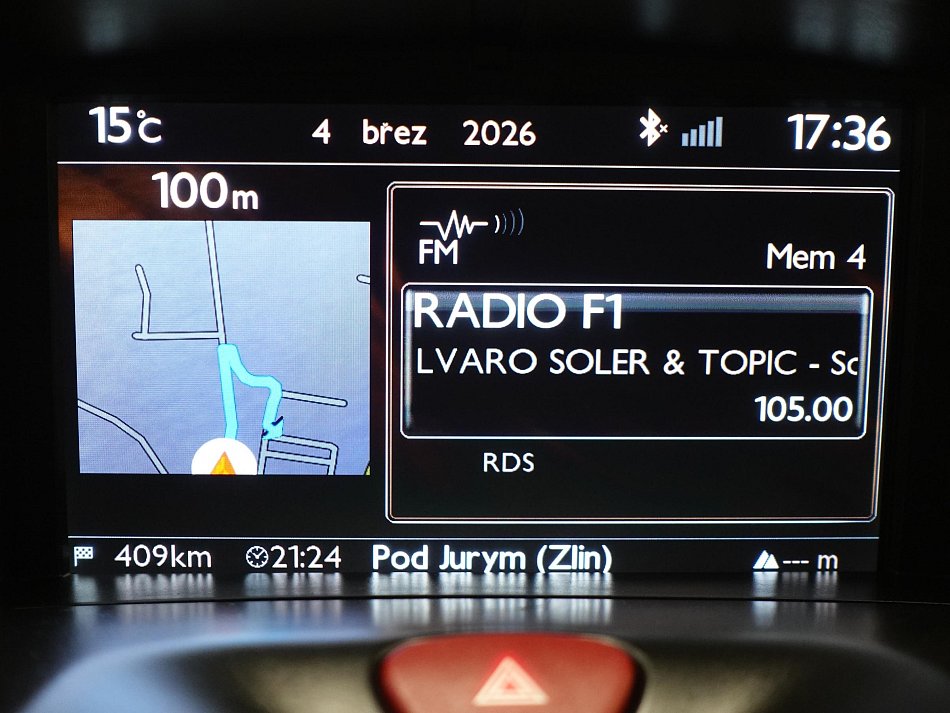 15°C 4 břez 2026 17:36
100m
FM
Mem 4
RADIO F1
LVARO SOLER & TOPIC - So
105.00
RDS
409km 21:24 Pod Jurym (Zlin) --- m